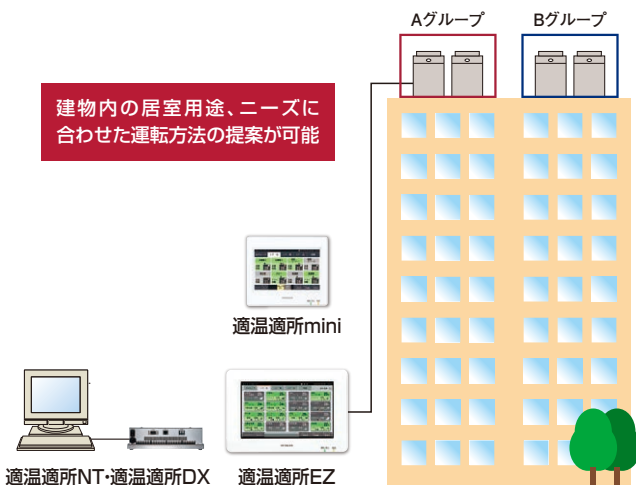 Aグループ
Bグループ
建物内の居室用途、ニーズに
合わせた運転方法の提案が可能
適温適所mini
適温適所NT・適温適所DX
適温適所EZ